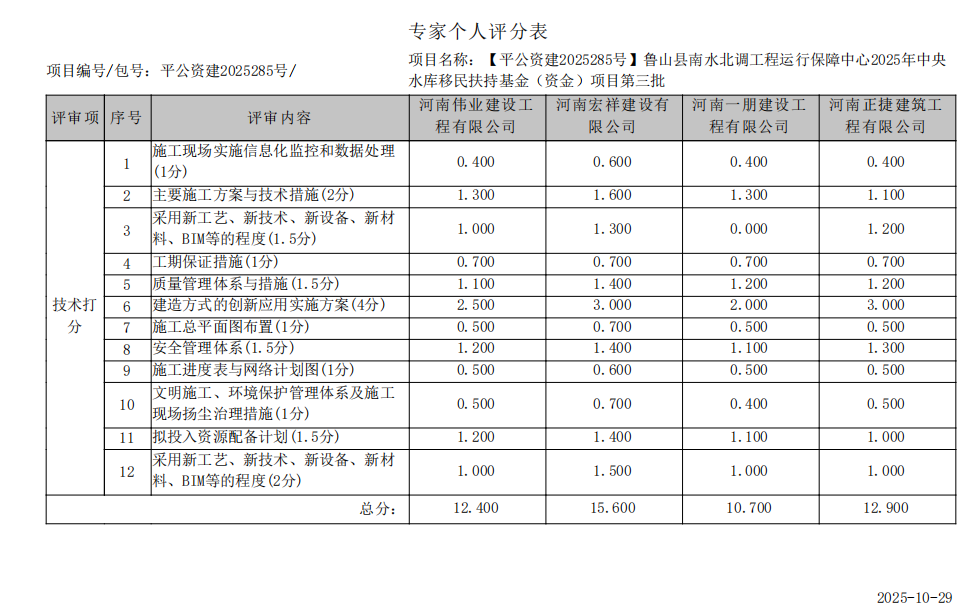 专家个人评分表
项目编号/包号: 平公资建2025285号/
项目名称: 【平公资建2025285号】鲁山县南水北调工程运行保障中心2025年中央
水库移民扶持基金（资金）项目第三批
评审项 序号 评审内容 河南伟业建设工 河南宏祥建设有 河南一朋建设工 河南正捷建筑工
程有限公司 限公司 程有限公司 程有限公司
施工现场实施信息化监控和数据处理
1 (1分) 0.400 0.600 0.400 0.400
2 主要施工方案与技术措施(2分) 1.300 1.600 1.300 1.100
采用新工艺、新技术、新设备、新材
3 料、BIM等的程度(1.5分) 1.000 1.300 0.000 1.200
4 工期保证措施(1分) 0.700 0.700 0.700 0.700
5 质量管理体系与措施(1.5分) 1.100 1.400 1.200 1.200
技术打
分
6 建造方式的创新应用实施方案(4分) 2.500 3.000 2.000 3.000
7 施工总平面图布置(1分) 0.500 0.700 0.500 0.500
8 安全管理体系(1.5分) 1.200 1.400 1.100 1.300
9 施工进度表与网络计划图(1分) 0.500 0.600 0.500 0.500
文明施工、环境保护管理体系及施工
10 现场扬尘治理措施(1分) 0.500 0.700 0.400 0.500
11 拟投入资源配备计划(1.5分) 1.200 1.400 1.100 1.000
采用新工艺、新技术、新设备、新材
12 料、BIM等的程度(2分) 1.000 1.500 1.000 1.000
总分: 12.400 15.600 10.700 12.900
2025-10-29